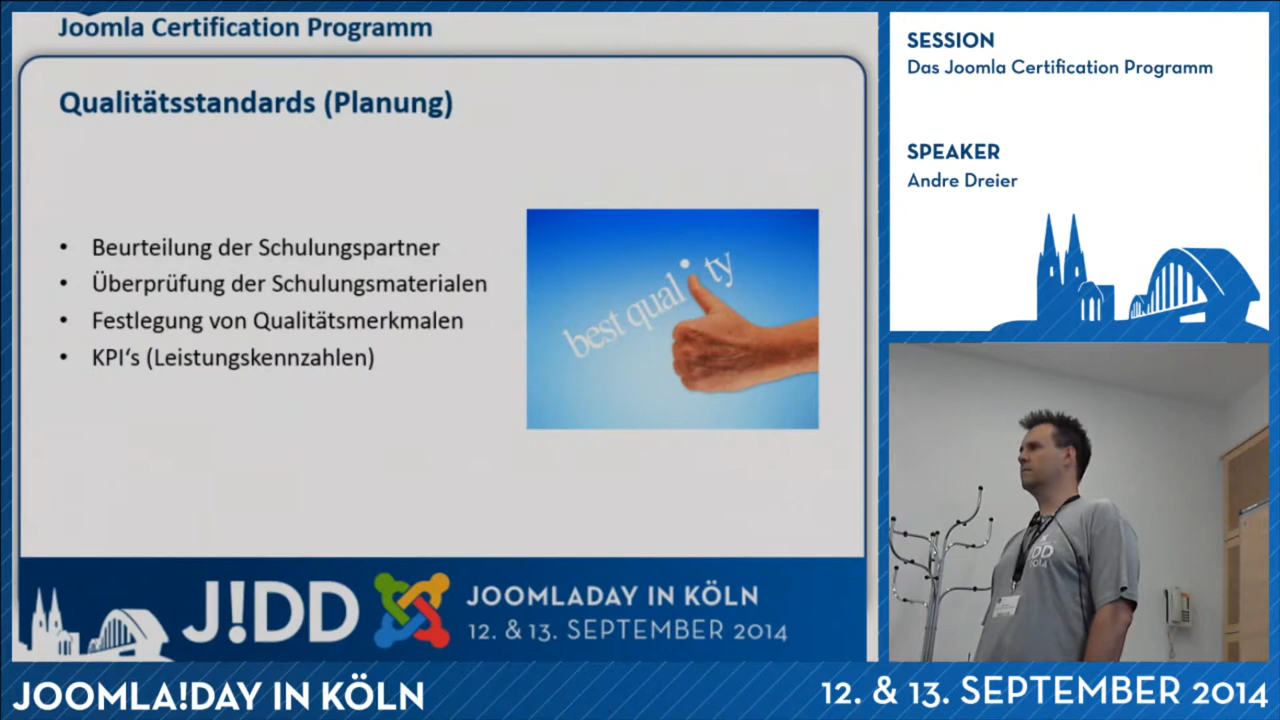 Joomla Certification Programm
Qualitätsstandards (Planung)
• Beurteilung der Schulungspartner
• Überprüfung der Schulungsmaterialen
• Festlegung von Qualitätsmerkmalen
• KPI‘s (Leistungskennzahlen)
best quality
J!DD
JOOMLADAY IN KÖLN
12. & 13. SEPTEMBER 2014
SESSION
Das Joomla Certification Programm
SPEAKER
Andre Dreier
JDD
2014
JOOMLA!DAY IN KÖLN
12. & 13. SEPTEMBER 2014